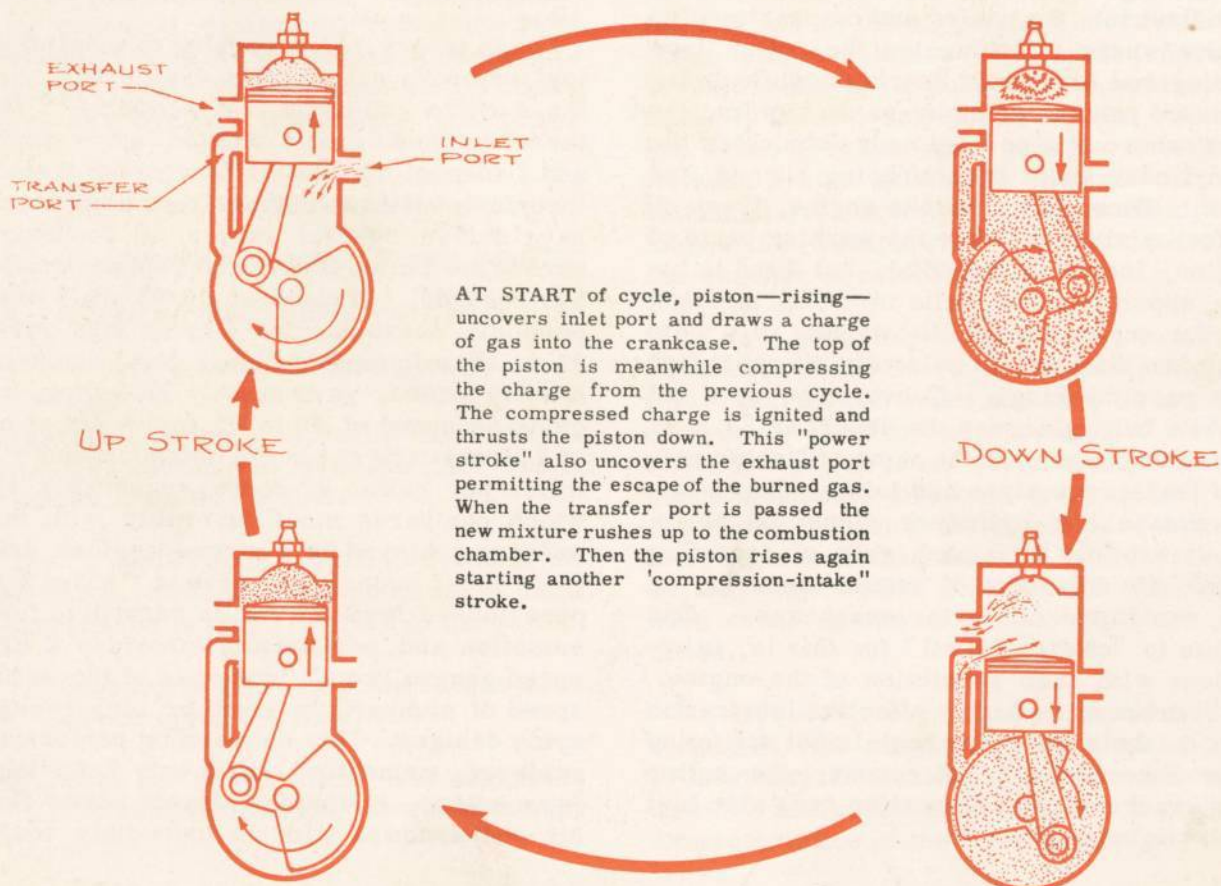 EXHAUST
PORT
TRANSFER
PORT
INLET
PORT
UP STROKE
AT START of cycle, piston—rising—
uncovers inlet port and draws a charge
of gas into the crankcase. The top of
the piston is meanwhile compressing
the charge from the previous cycle.
The compressed charge is ignited and
thrusts the piston down. This "power
stroke" also uncovers the exhaust port
permitting the escape of the burned gas.
When the transfer port is passed the
new mixture rushes up to the combustion
chamber. Then the piston rises again
starting another 'compression-intake"
stroke.
DOWN STROKE